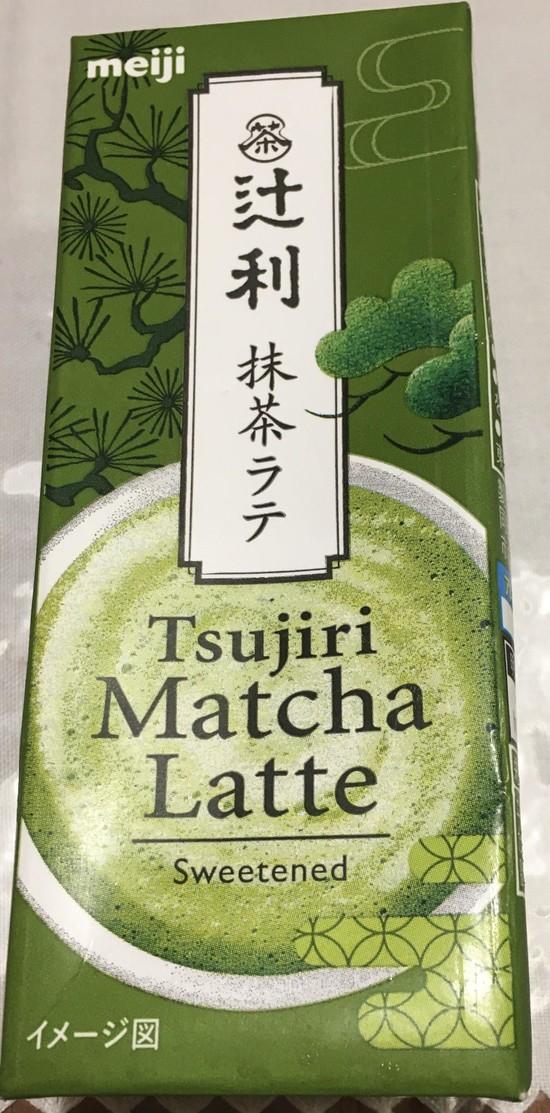 meiji
茶
辻利
抹茶ラテ
Tsujiri
Matcha
Latte
Sweetened
イメージ図